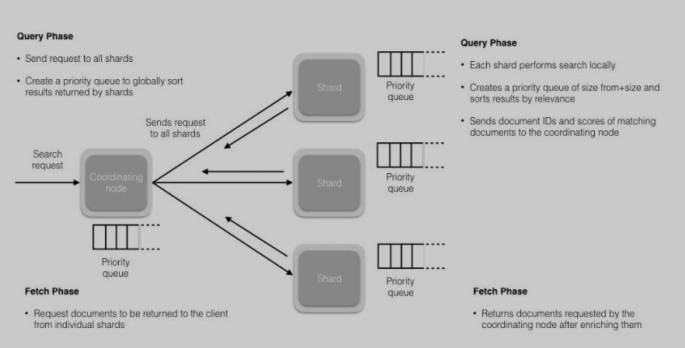 Query Phase
• Send request to all shards
• Create a priority queue to globally sort
results returned by shards
Search
request
Coordinating
node
Priority
queue
Sends request
to all shards
Shard
Priority
queue
Shard
Priority
queue
Shard
Priority
queue
Query Phase
• Each shard performs search locally
• Creates a priority queue of size from+size and
sorts results by relevance
• Sends document IDs and scores of matching
documents to the coordinating node
Fetch Phase
• Request documents to be returned to the client
from individual shards
Fetch Phase
• Returns documents requested by the
coordinating node after enriching them